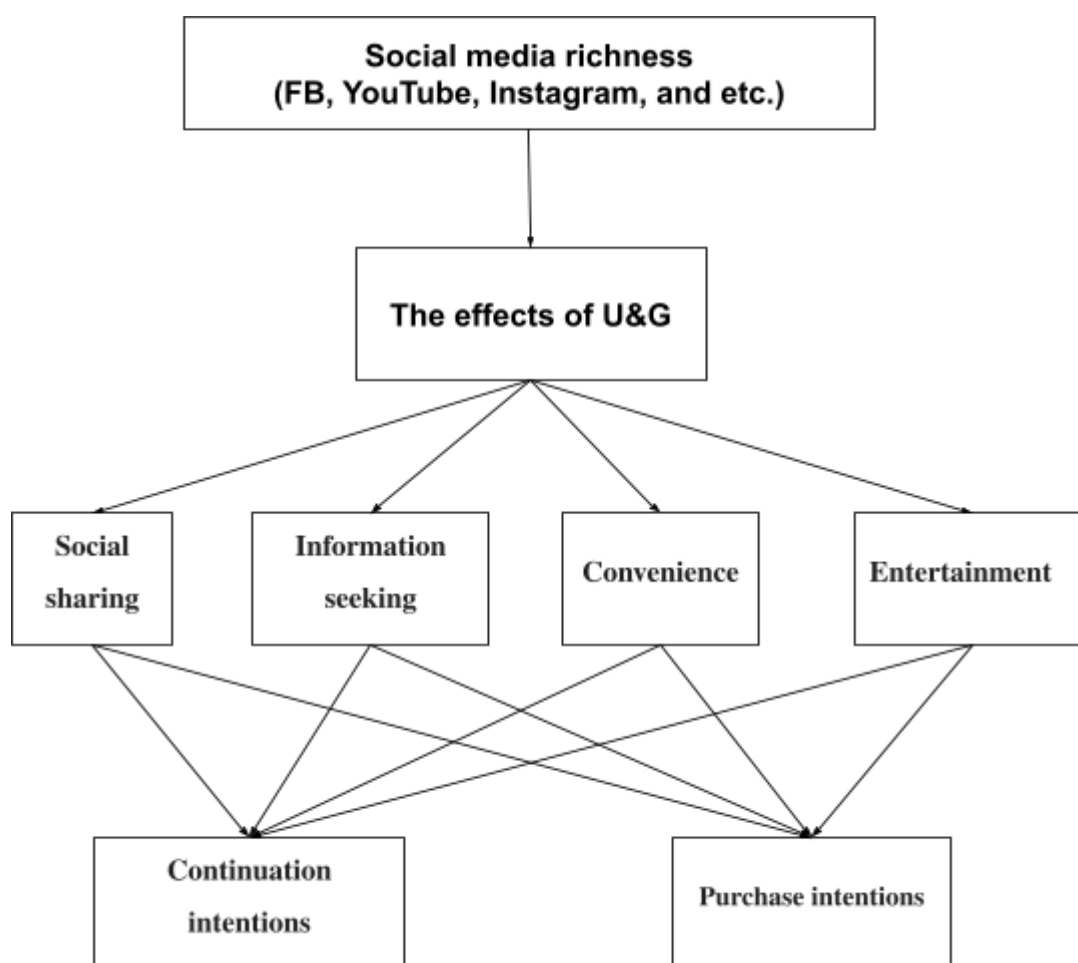 Social media richness
(FB, YouTube, Instagram, and etc.)
The effects of U&G
Social
sharing
Information
seeking
Convenience
Entertainment
Continuation
intentions
Purchase intentions